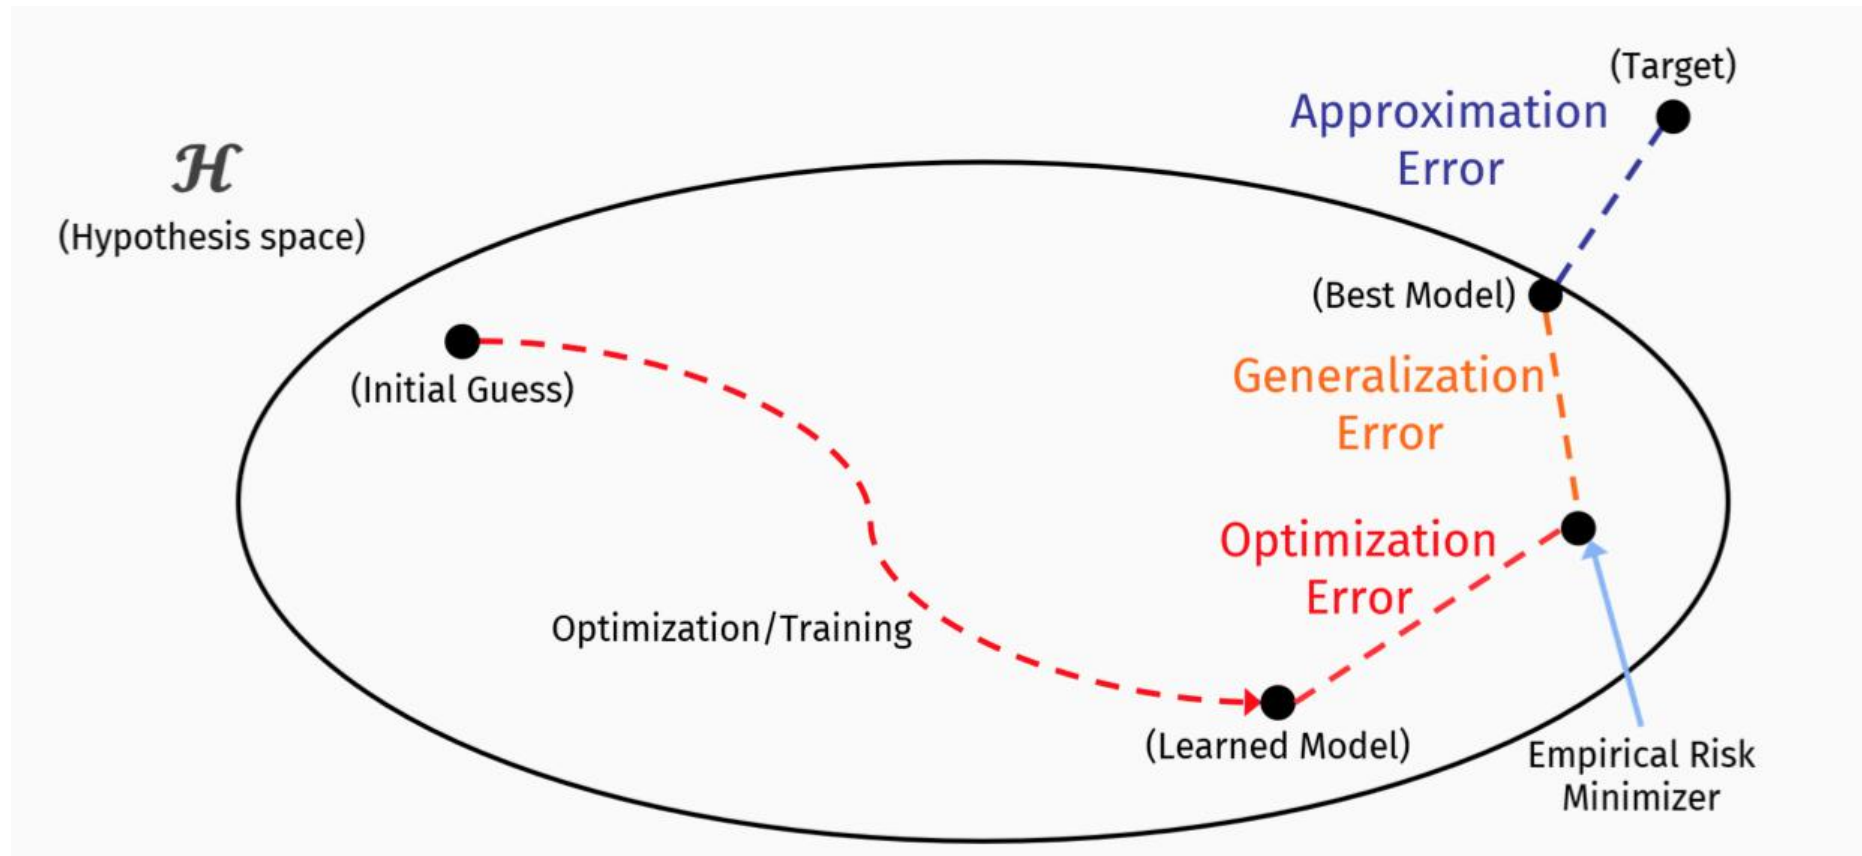 (Target)
Approximation
Error
ℋ
(Hypothesis space)
(Best Model)
(Initial Guess)
Generalization
Error
Optimization
Error
Optimization/Training
(Learned Model)
Empirical Risk
Minimizer